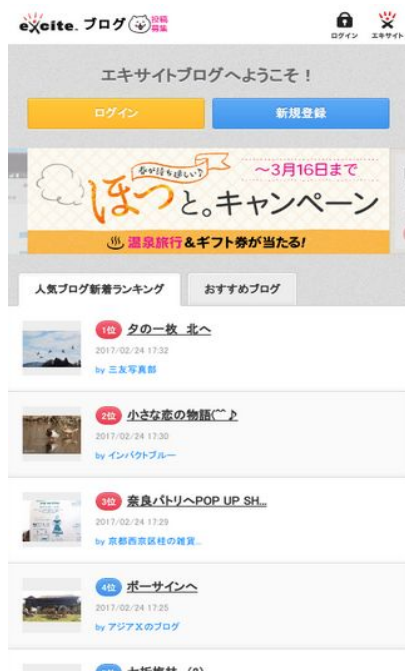 excite. ブログ 投稿募集
ログイン エキサイト
エキサイトブログへようこそ！
ログイン 新規登録
春が待ち遠しい♪
～3月16日まで
ほっと。キャンペーン
温泉旅行&ギフト券が当たる!
人気ブログ新着ランキング おすすめブログ
1位 夕の一枚 北へ
2017/02/24 17:32
by 三友写真部
2位 小さな恋の物語(^^♪
2017/02/24 17:30
by インパクトブルー
3位 奈良パトリへPOP UP SH...
2017/02/24 17:29
by 京都西京区桂の雑貨...
4位 ボーサインへ
2017/02/24 17:25
by アジアXのブログ